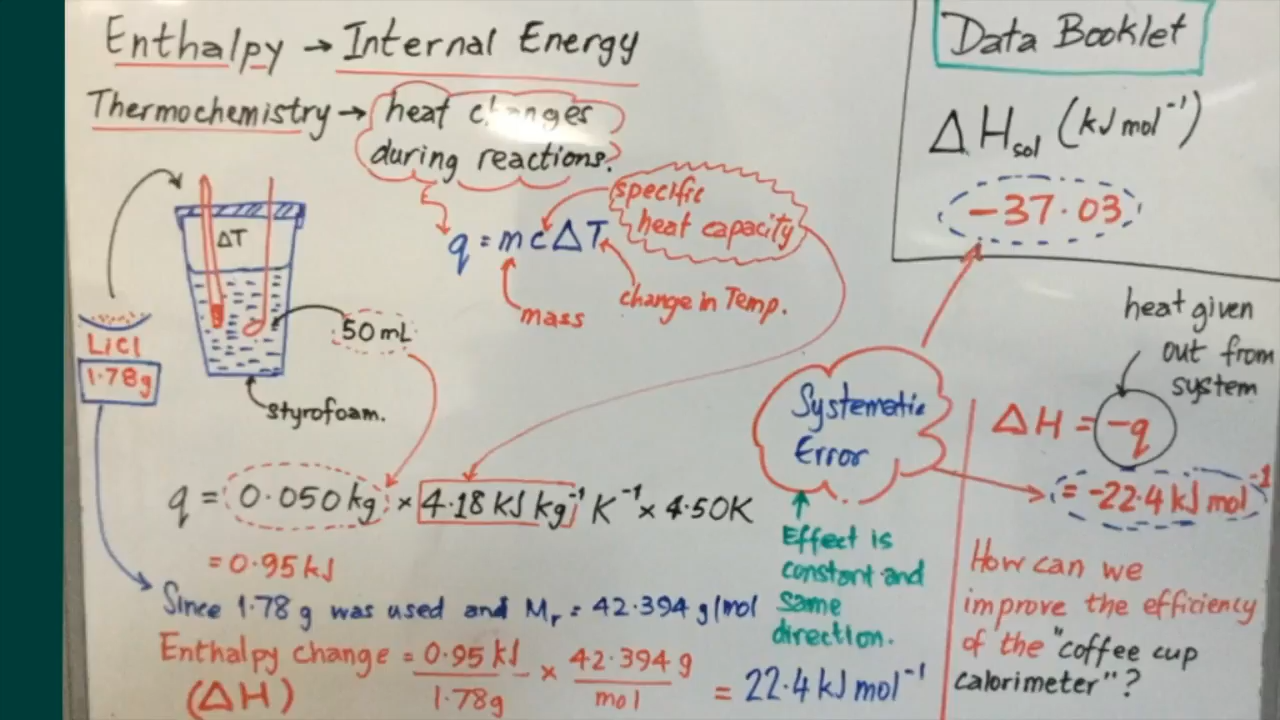 Enthalpy → Internal Energy
Thermochemistry → heat changes
during reactions.
specific
heat capacity
q = mcΔT
mass
change in Temp.
ΔT
50 mL
LiCl
1.78g
styrofoam.
q = 0.050 kg × 4.18 KJ kg⁻¹ K⁻¹ × 4.50K
= 0.95 kJ
Since 1.78 g was used and Mᵣ = 42.394 g/mol
Enthalpy change = 0.95 kJ / 1.78g × 42.394 g / mol = 22.4 kJ mol⁻¹
(ΔH)
Data Booklet
ΔHsol (kJ mol⁻¹)
-37.03
Systematic
Error
Effect is
constant and
same
direction.
heat given
out from
system
ΔH = -q
= -22.4 kJ mol⁻¹
How can we
improve the efficiency
of the "coffee cup
calorimeter"?